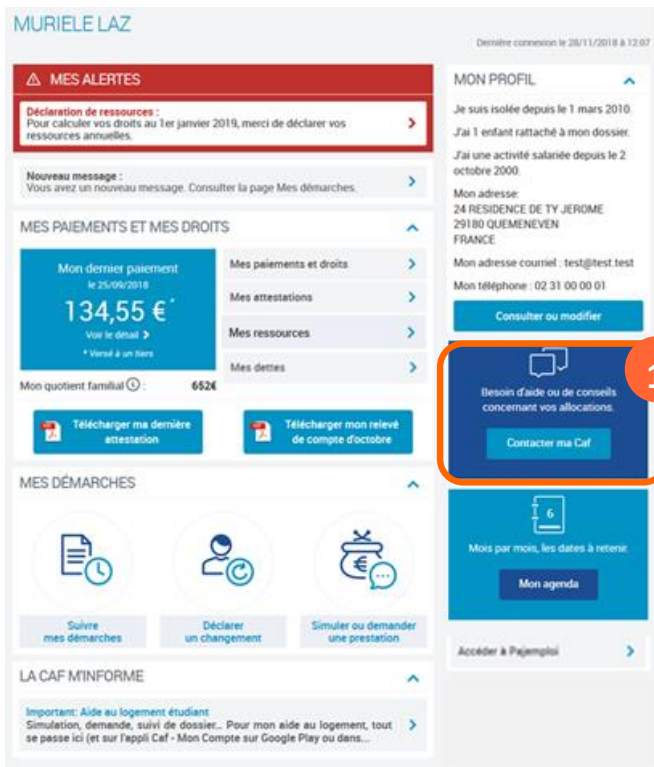 MURIELE LAZ
Dernière connexion le 28/11/2018 à 12:07
MES ALERTES
Déclaration de ressources :
Pour calculer vos droits au 1er janvier 2019, merci de déclarer vos
ressources annuelles.
Nouveau message :
Vous avez un nouveau message. Consulter la page Mes démarches.
MES PAIEMENTS ET MES DROITS
Mon dernier paiement
le 25/09/2018
134,55 € *
Voir le détail
* Versé à un tiers
Mes paiements et droits
Mes attestations
Mes ressources
Mes dettes
Mon quotient familial i : 652€
Télécharger ma dernière
attestation
Télécharger mon relevé
de compte d'octobre
MES DÉMARCHES
Suivre
mes démarches
Déclarer
un changement
Simuler ou demander
une prestation
LA CAF M'INFORME
Important: Aide au logement étudiant
Simulation, demande, suivi de dossier... Pour mon aide au logement, tout
se passe ici (et sur l'appli Caf - Mon Compte sur Google Play ou dans...
MON PROFIL
Je suis isolée depuis le 1 mars 2010.
J'ai 1 enfant rattaché à mon dossier.
J'ai une activité salariée depuis le 2
octobre 2000.
Mon adresse:
24 RESIDENCE DE TY JEROME
29180 QUEMENEVEN
FRANCE
Mon adresse courriel : test@test.test
Mon téléphone : 02 31 00 00 01
Consulter ou modifier
1
Besoin d'aide ou de conseils
concernant vos allocations.
Contacter ma Caf
6
Mois par mois, les dates à retenir.
Mon agenda
Accéder à Pajemploi